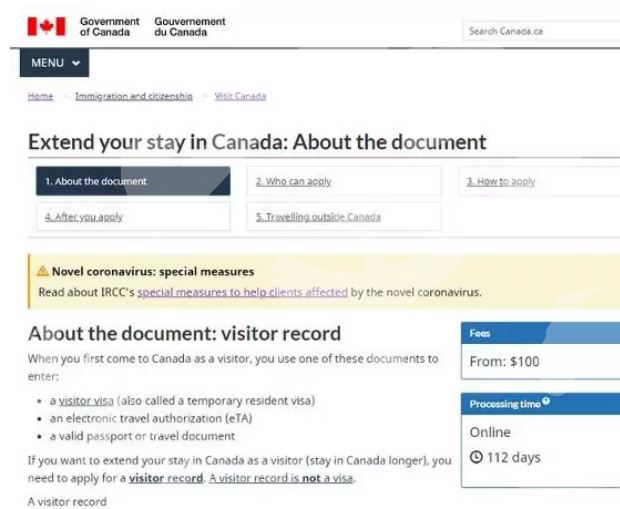 Government of Canada
Gouvernement du Canada
Search Canada.ca
MENU
Home
Immigration and citizenship
Visit Canada
Extend your stay in Canada: About the document
1. About the document
2. Who can apply
3. How to apply
4. After you apply
5. Travelling outside Canada
Novel coronavirus: special measures
Read about IRCC's special measures to help clients affected by the novel coronavirus.
About the document: visitor record
When you first come to Canada as a visitor, you use one of these documents to
enter:
• a visitor visa (also called a temporary resident visa)
• an electronic travel authorization (eTA)
• a valid passport or travel document
If you want to extend your stay in Canada as a visitor (stay in Canada longer), you
need to apply for a visitor record. A visitor record is not a visa.
A visitor record
Fees
From: $100
Processing time
Online
112 days